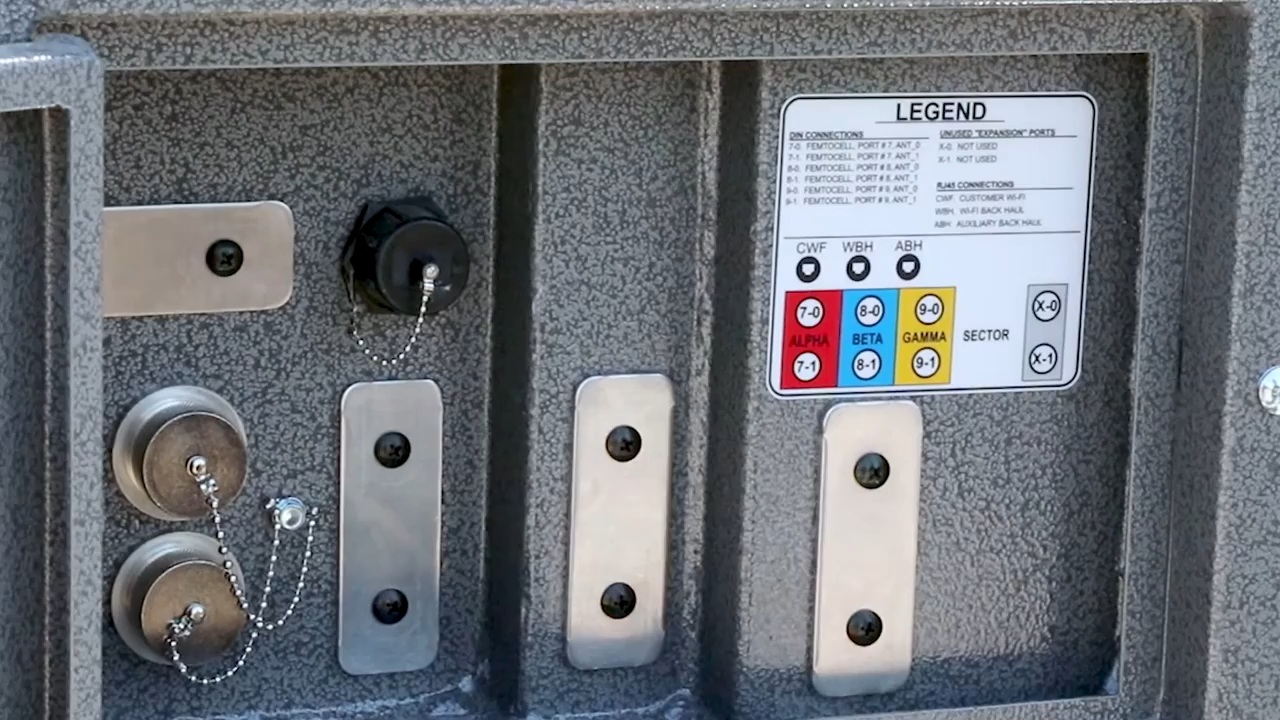 LEGEND
DIN CONNECTIONS
7-0. FEMTOCELL, PORT # 7, ANT_0
7-1. FEMTOCELL, PORT # 7, ANT_1
8-0. FEMTOCELL, PORT # 8, ANT_0
8-1. FEMTOCELL, PORT # 8, ANT_1
9-0. FEMTOCELL, PORT # 9, ANT_0
9-1. FEMTOCELL, PORT # 9, ANT_1
UNUSED "EXPANSION" PORTS
X-0. NOT USED
X-1. NOT USED
RJ45 CONNECTIONS
CWF. CUSTOMER WI-FI
WBH. WI-FI BACK HAUL
ABH. AUXILIARY BACK HAUL
CWF WBH ABH
7-0 8-0 9-0 X-0
ALPHA BETA GAMMA SECTOR
7-1 8-1 9-1 X-1